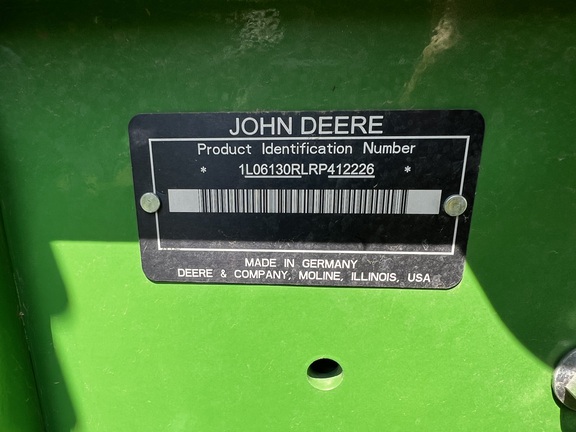 JOHN DEERE
Product Identification Number
* 1L06130RLRP412226 *
MADE IN GERMANY
DEERE & COMPANY, MOLINE, ILLINOIS, USA